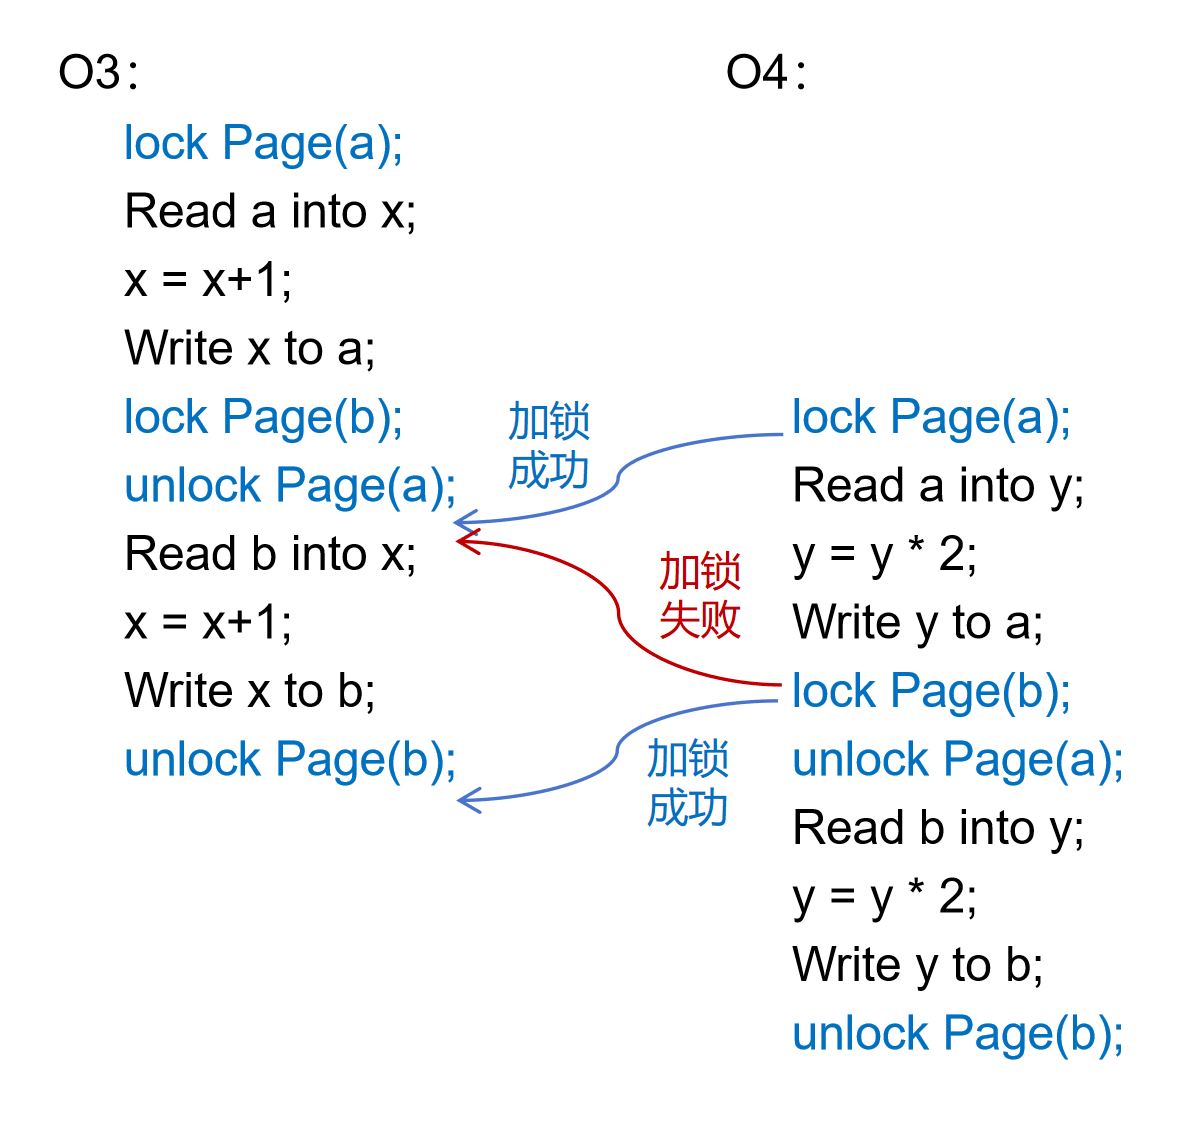 O3：
lock Page(a);
Read a into x;
x = x+1;
Write x to a;
lock Page(b);
unlock Page(a);
Read b into x;
x = x+1;
Write x to b;
unlock Page(b);
加锁
成功
加锁
失败
加锁
成功
O4：
lock Page(a);
Read a into y;
y = y * 2;
Write y to a;
lock Page(b);
unlock Page(a);
Read b into y;
y = y * 2;
Write y to b;
unlock Page(b);